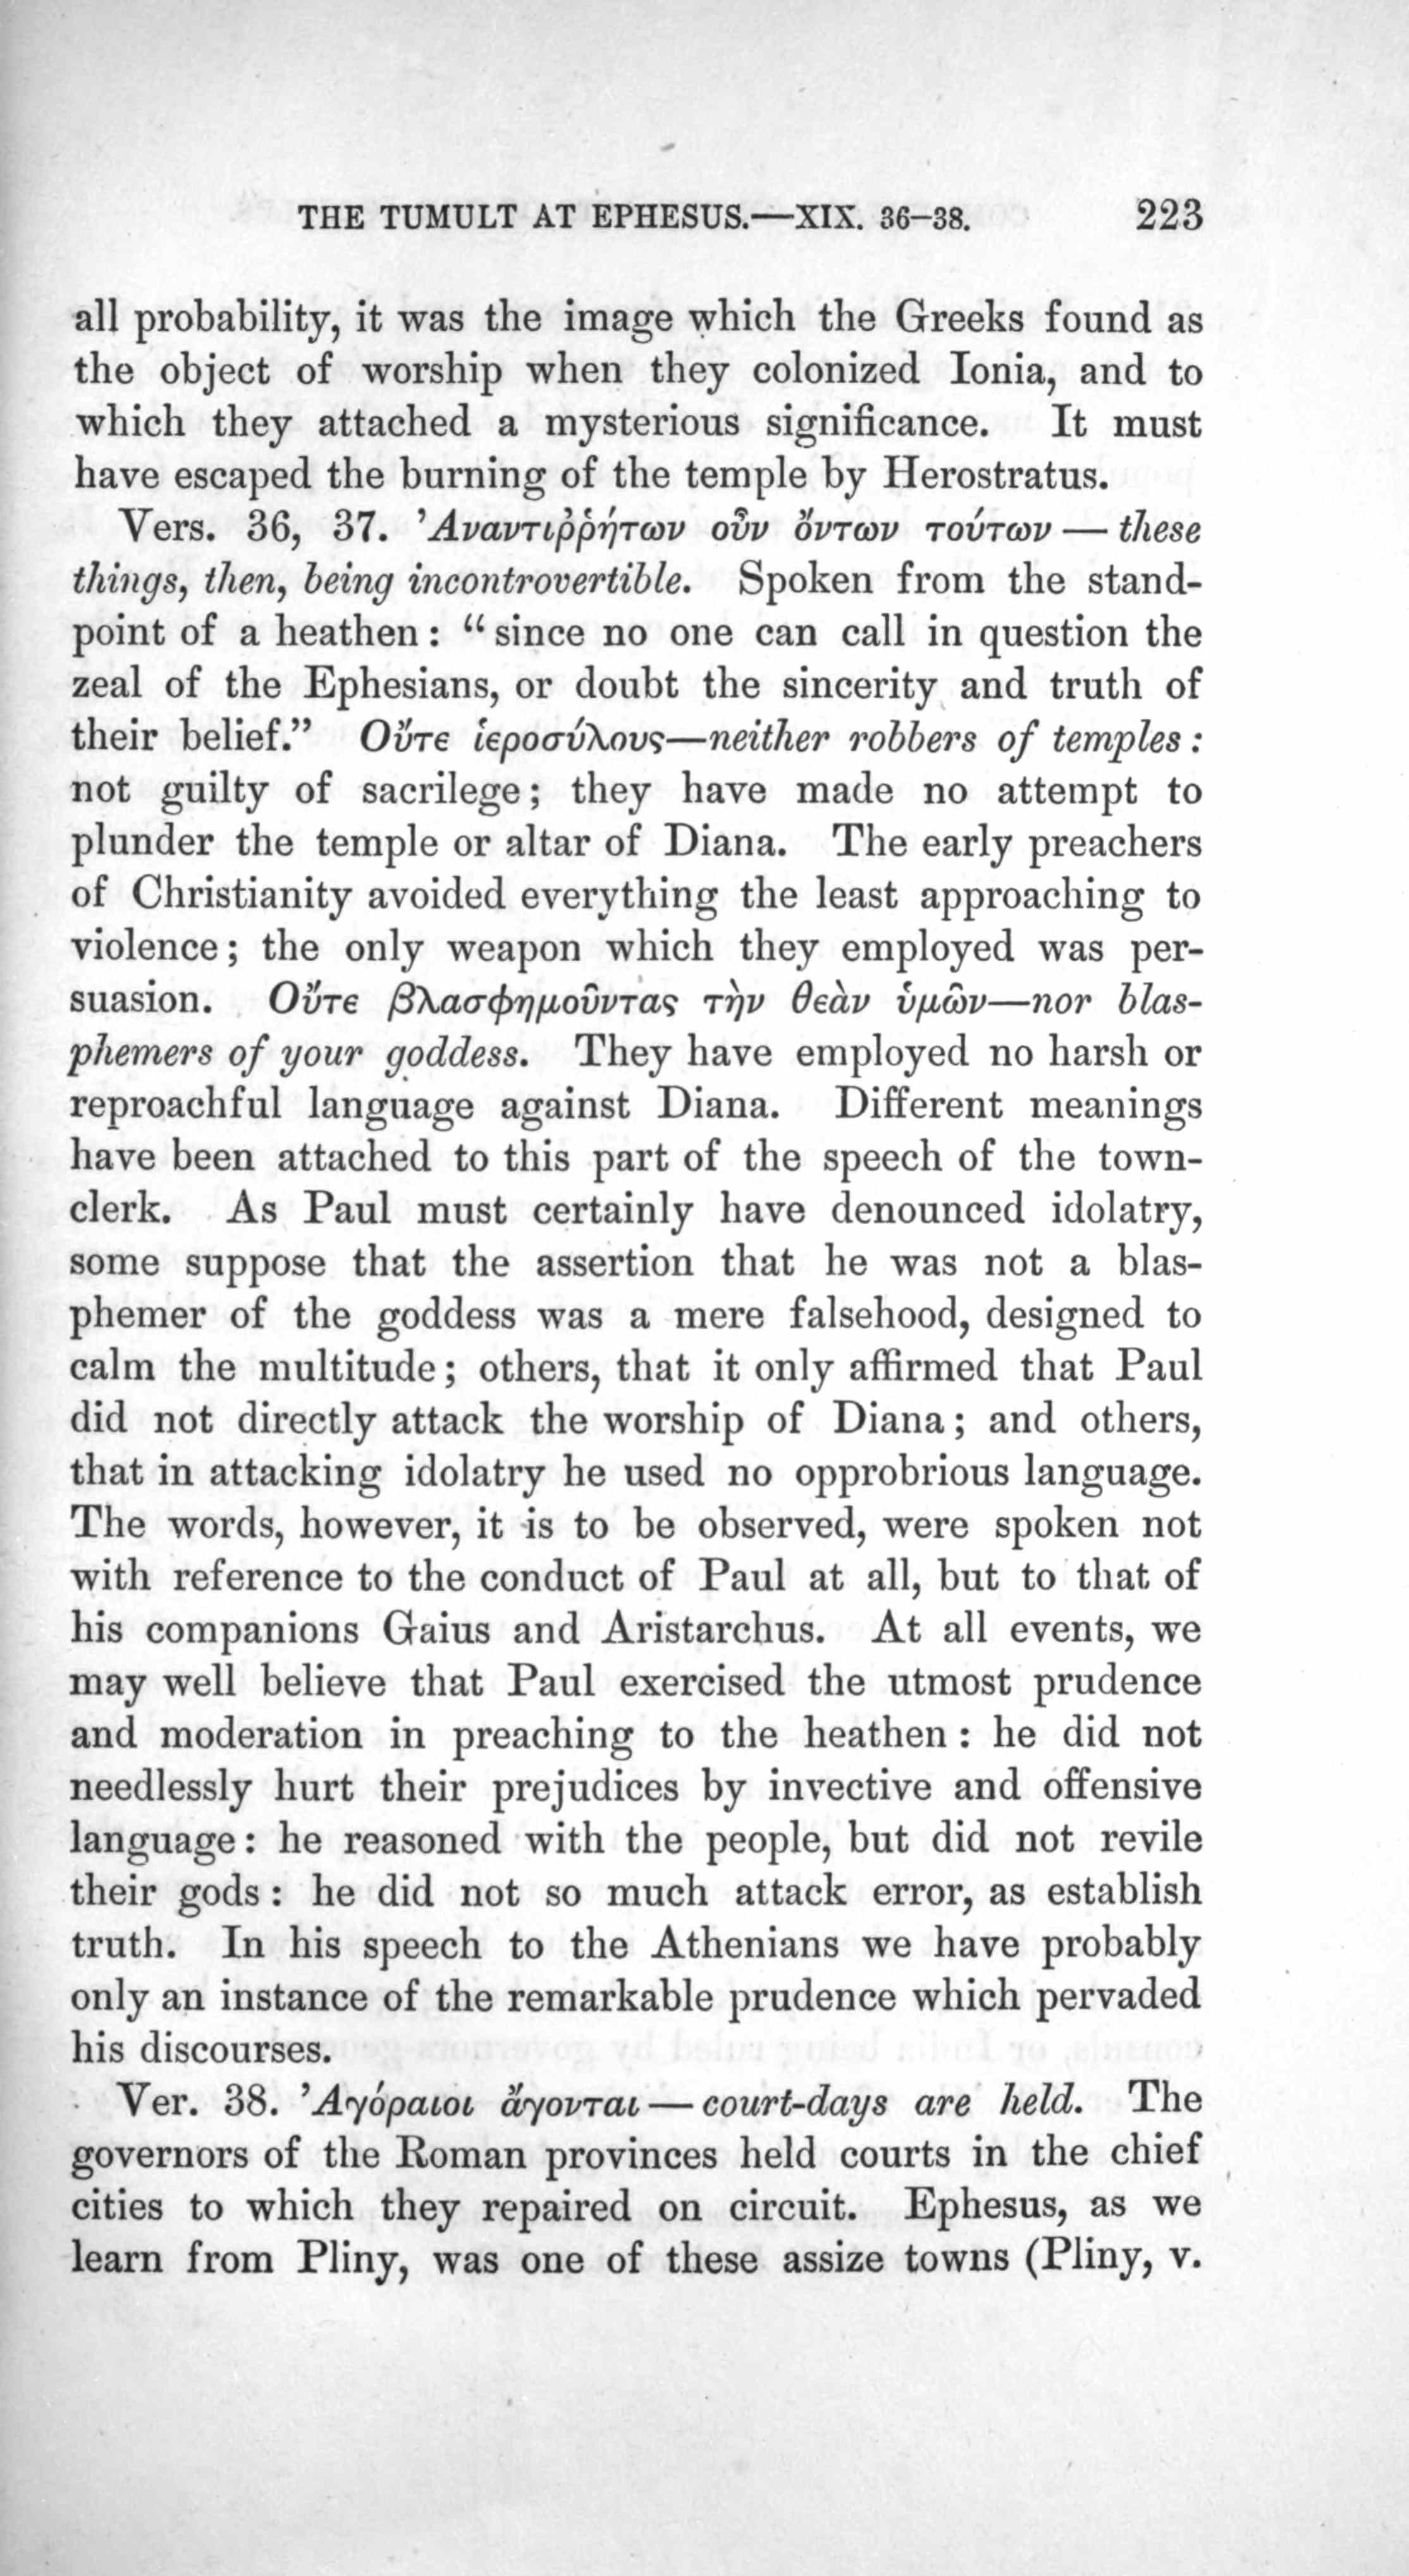 THE TUMULT AT EPHESUS.—XIX. 36–38. 223
all probability, it was the image which the Greeks found as
the object of worship when they colonized Ionia, and to
which they attached a mysterious significance. It must
have escaped the burning of the temple by Herostratus.
Vers. 36, 37. Ἀναντιῤῥήτων οὖν ὄντων τούτων — these
things, then, being incontrovertible. Spoken from the stand-
point of a heathen: “since no one can call in question the
zeal of the Ephesians, or doubt the sincerity and truth of
their belief.” Οὔτε ἱεροσύλους—neither robbers of temples:
not guilty of sacrilege; they have made no attempt to
plunder the temple or altar of Diana. The early preachers
of Christianity avoided everything the least approaching to
violence; the only weapon which they employed was per-
suasion. Οὔτε βλασφημοῦντας τὴν θεὰν ὑμῶν—nor blas-
phemers of your goddess. They have employed no harsh or
reproachful language against Diana. Different meanings
have been attached to this part of the speech of the town-
clerk. As Paul must certainly have denounced idolatry,
some suppose that the assertion that he was not a blas-
phemer of the goddess was a mere falsehood, designed to
calm the multitude; others, that it only affirmed that Paul
did not directly attack the worship of Diana; and others,
that in attacking idolatry he used no opprobrious language.
The words, however, it is to be observed, were spoken not
with reference to the conduct of Paul at all, but to that of
his companions Gaius and Aristarchus. At all events, we
may well believe that Paul exercised the utmost prudence
and moderation in preaching to the heathen: he did not
needlessly hurt their prejudices by invective and offensive
language: he reasoned with the people, but did not revile
their gods: he did not so much attack error, as establish
truth. In his speech to the Athenians we have probably
only an instance of the remarkable prudence which pervaded
his discourses.
Ver. 38. Ἀγόραιοι ἄγονται — court-days are held. The
governors of the Roman provinces held courts in the chief
cities to which they repaired on circuit. Ephesus, as we
learn from Pliny, was one of these assize towns (Pliny, v.